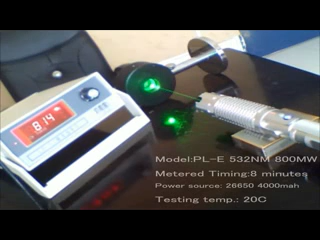 814
Model:PL-E 532NM 800MW
Metered Timing:8 minutes
Power source: 26650 4000mah
Testing temp.: 20C